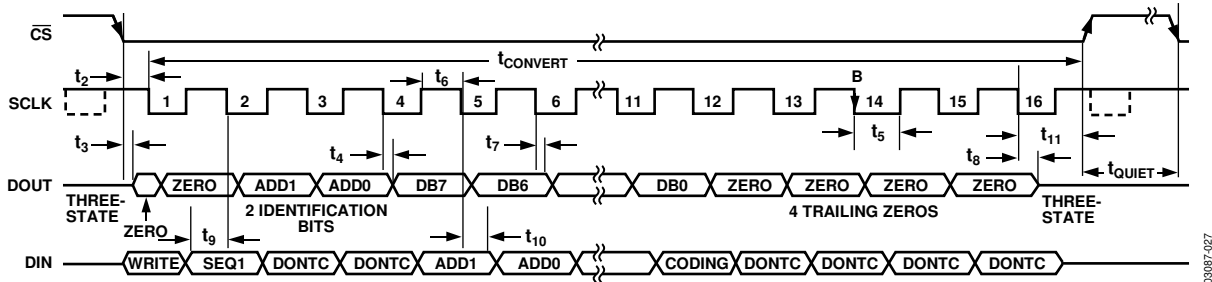 CS
t2
tCONVERT
t6
B
SCLK
1 2 3 4 5 6 11 12 13 14 15 16
t3
t4
t7
t5
t11
t8
DOUT
ZERO ADD1 ADD0 DB7 DB6 DB0 ZERO ZERO ZERO ZERO
tQUIET
THREE-
STATE
ZERO
2 IDENTIFICATION
BITS
4 TRAILING ZEROS
THREE-
STATE
t9
t10
DIN
WRITE SEQ1 DONTC DONTC ADD1 ADD0 CODING DONTC DONTC DONTC DONTC
03087-027